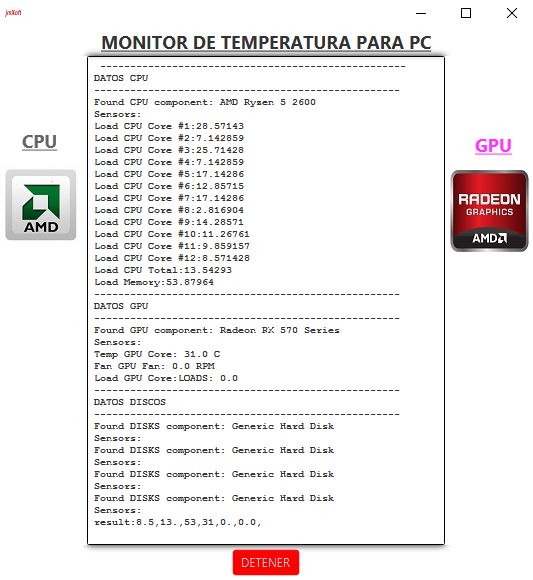 jmXoft
MONITOR DE TEMPERATURA PARA PC
----------------------------------------------------
DATOS CPU
----------------------------------------------------
Found CPU component: AMD Ryzen 5 2600
Sensors:
Load CPU Core #1:28.57143
Load CPU Core #2:7.142859
Load CPU Core #3:25.71428
Load CPU Core #4:7.142859
Load CPU Core #5:17.14286
Load CPU Core #6:12.85715
Load CPU Core #7:17.14286
Load CPU Core #8:2.816904
Load CPU Core #9:14.28571
Load CPU Core #10:11.26761
Load CPU Core #11:9.859157
Load CPU Core #12:8.571428
Load CPU Total:13.54293
Load Memory:53.87964
----------------------------------------------------
DATOS GPU
----------------------------------------------------
Found GPU component: Radeon RX 570 Series
Sensors:
Temp GPU Core: 31.0 C
Fan GPU Fan: 0.0 RPM
Load GPU Core:LOADS: 0.0
----------------------------------------------------
DATOS DISCOS
----------------------------------------------------
Found DISKS component: Generic Hard Disk
Sensors:
Found DISKS component: Generic Hard Disk
Sensors:
Found DISKS component: Generic Hard Disk
Sensors:
Found DISKS component: Generic Hard Disk
Sensors:
result:8.5,13.,53,31,0.,0.0,
CPU
AMD
GPU
RADEON
GRAPHICS
AMD
DETENER